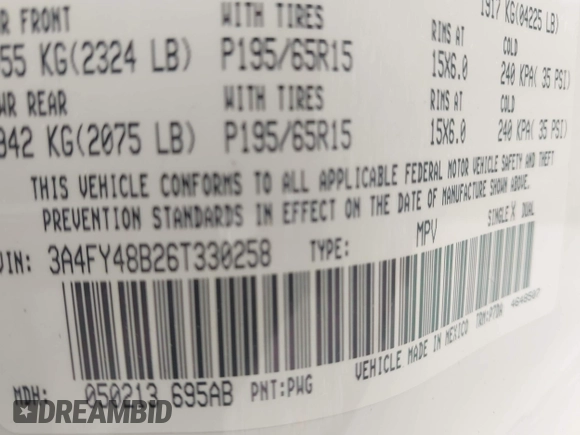 1917 KG(04225 LB)
R FRONT WITH TIRES RIMS AT COLD
55 KG(2324 LB) P195/65R15 15X6.0 240 KPA( 35 PSI)
WR REAR WITH TIRES RIMS AT COLD
942 KG(2075 LB) P195/65R15 15X6.0 240 KPA( 35 PSI)
THIS VEHICLE CONFORMS TO ALL APPLICABLE FEDERAL MOTOR VEHICLE SAFETY AND THEFT
PREVENTION STANDARDS IN EFFECT ON THE DATE OF MANUFACTURE SHOWN ABOVE.
VIN: 3A4FY48B26T330258 TYPE: MPV SINGLE X DUAL
VEHICLE MADE IN MEXICO TRM:P7DA
MDH: 050213 695AB PNT:PWG
DREAMBID